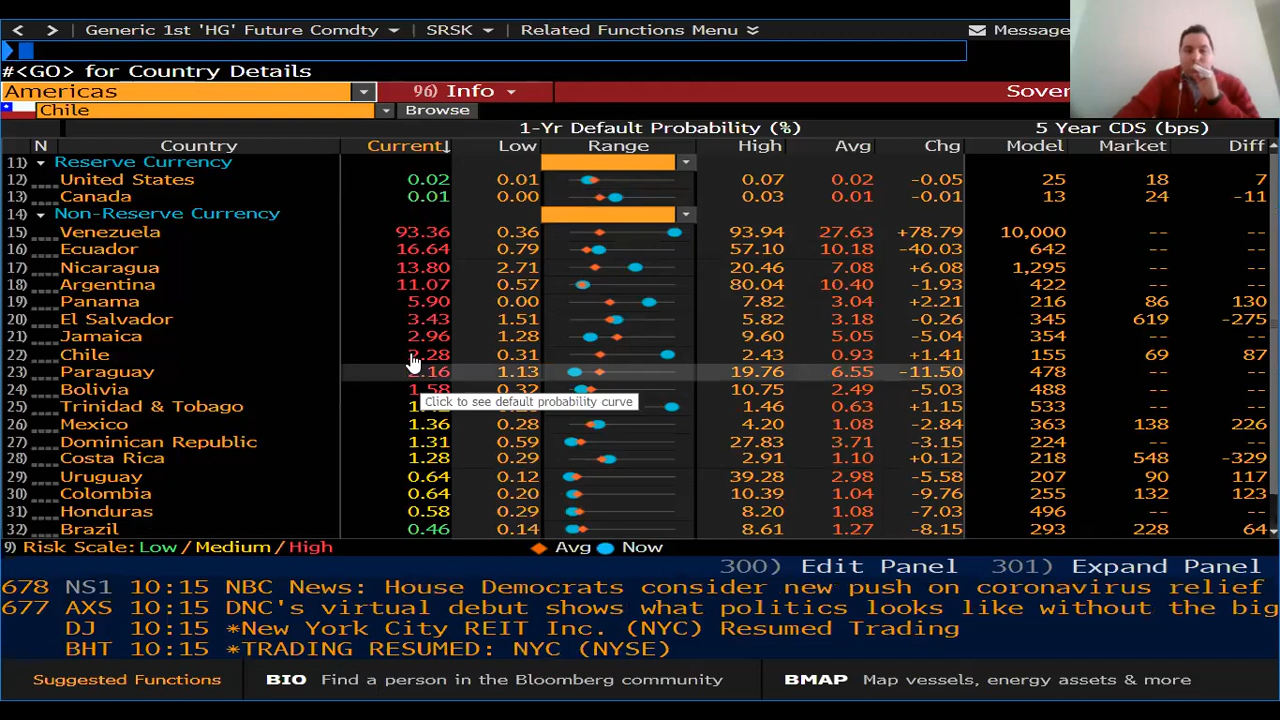 < > Generic 1st 'HG' Future Comdty SRSK Related Functions Menu Message
#<GO> for Country Details
Americas 96) Info Sover
Chile Browse
1-Yr Default Probability (%) 5 Year CDS (bps)
N Country Current↓ Low Range High Avg Chg Model Market Diff
11) Reserve Currency
12) United States 0.02 0.01 0.07 0.02 -0.05 25 18 7
13) Canada 0.01 0.00 0.03 0.01 -0.01 13 24 -11
14) Non-Reserve Currency
15) Venezuela 93.36 0.36 93.94 27.63 +78.79 10,000 -- --
16) Ecuador 16.64 0.79 57.10 10.18 -40.03 642 -- --
17) Nicaragua 13.80 2.71 20.46 7.08 +6.08 1,295 -- --
18) Argentina 11.07 0.57 80.04 10.40 -1.93 422 -- --
19) Panama 5.90 0.00 7.82 3.04 +2.21 216 86 130
20) El Salvador 3.43 1.51 5.82 3.18 -0.26 345 619 -275
21) Jamaica 2.96 1.28 9.60 5.05 -5.04 354 -- --
22) Chile 2.28 0.31 2.43 0.93 +1.41 155 69 87
23) Paraguay 2.16 1.13 19.76 6.55 -11.50 478 -- --
24) Bolivia 1.58 0.32 10.75 2.49 -5.03 488 -- --
Click to see default probability curve
25) Trinidad & Tobago 1.46 0.63 +1.15 533 -- --
26) Mexico 1.36 0.28 4.20 1.08 -2.84 363 138 226
27) Dominican Republic 1.31 0.59 27.83 3.71 -3.15 224 -- --
28) Costa Rica 1.28 0.29 2.91 1.10 +0.12 218 548 -329
29) Uruguay 0.64 0.12 39.28 2.98 -5.58 207 90 117
30) Colombia 0.64 0.20 10.39 1.04 -9.76 255 132 123
31) Honduras 0.58 0.29 8.20 1.08 -7.03 496 -- --
32) Brazil 0.46 0.14 8.61 1.27 -8.15 293 228 64
9) Risk Scale: Low / Medium / High Avg Now
300) Edit Panel 301) Expand Panel
678 NS1 10:15 NBC News: House Democrats consider new push on coronavirus relief
677 AXS 10:15 DNC's virtual debut shows what politics looks like without the big
DJ 10:15 *New York City REIT Inc. (NYC) Resumed Trading
BHT 10:15 *TRADING RESUMED: NYC (NYSE)
Suggested Functions BIO Find a person in the Bloomberg community BMAP Map vessels, energy assets & more